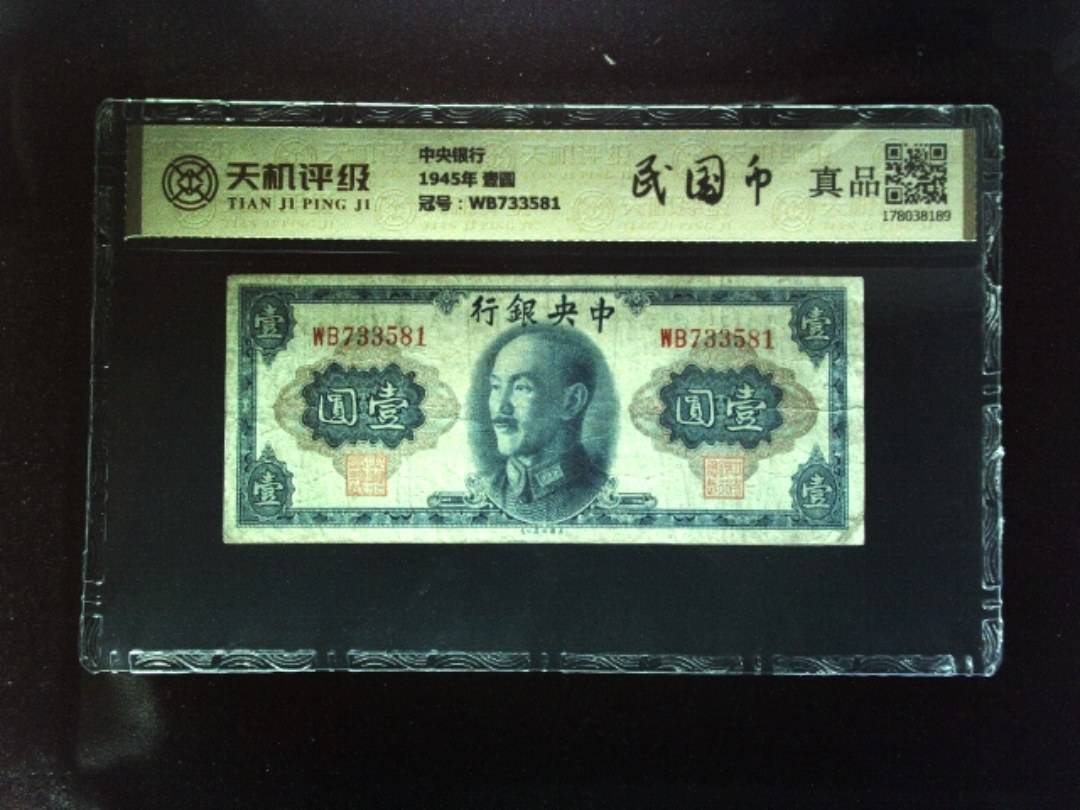 天机评级
TIAN JI PING JI
中央银行
1945年 壹圆
冠号：WB733581
民国币
真品
178038189
行銀央中
WB733581
WB733581
壹
壹
圓壹
圓壹
壹
壹